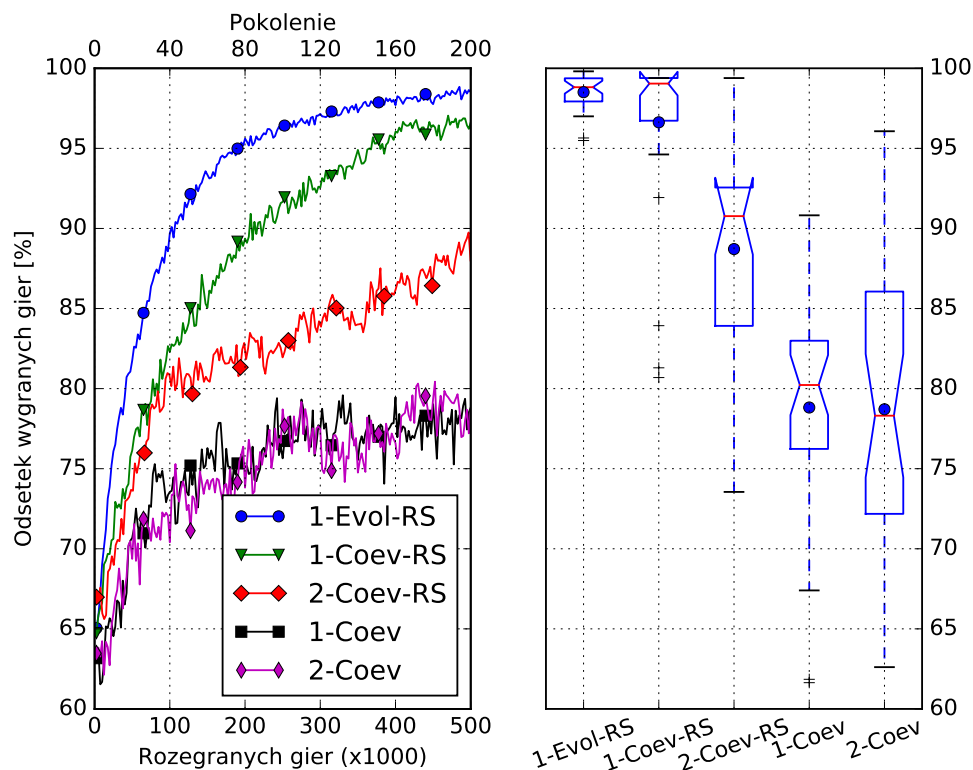 Pokolenie
0 40 80 120 160 200
Odsetek wygranych gier [%]
100
95
90
85
80
75
70
65
60
0 100 200 300 400 500
Rozegranych gier (x1000)
1-Evol-RS
1-Coev-RS
2-Coev-RS
1-Coev
2-Coev
100
95
90
85
80
75
70
65
60
1-Evol-RS
1-Coev-RS
2-Coev-RS
1-Coev
2-Coev